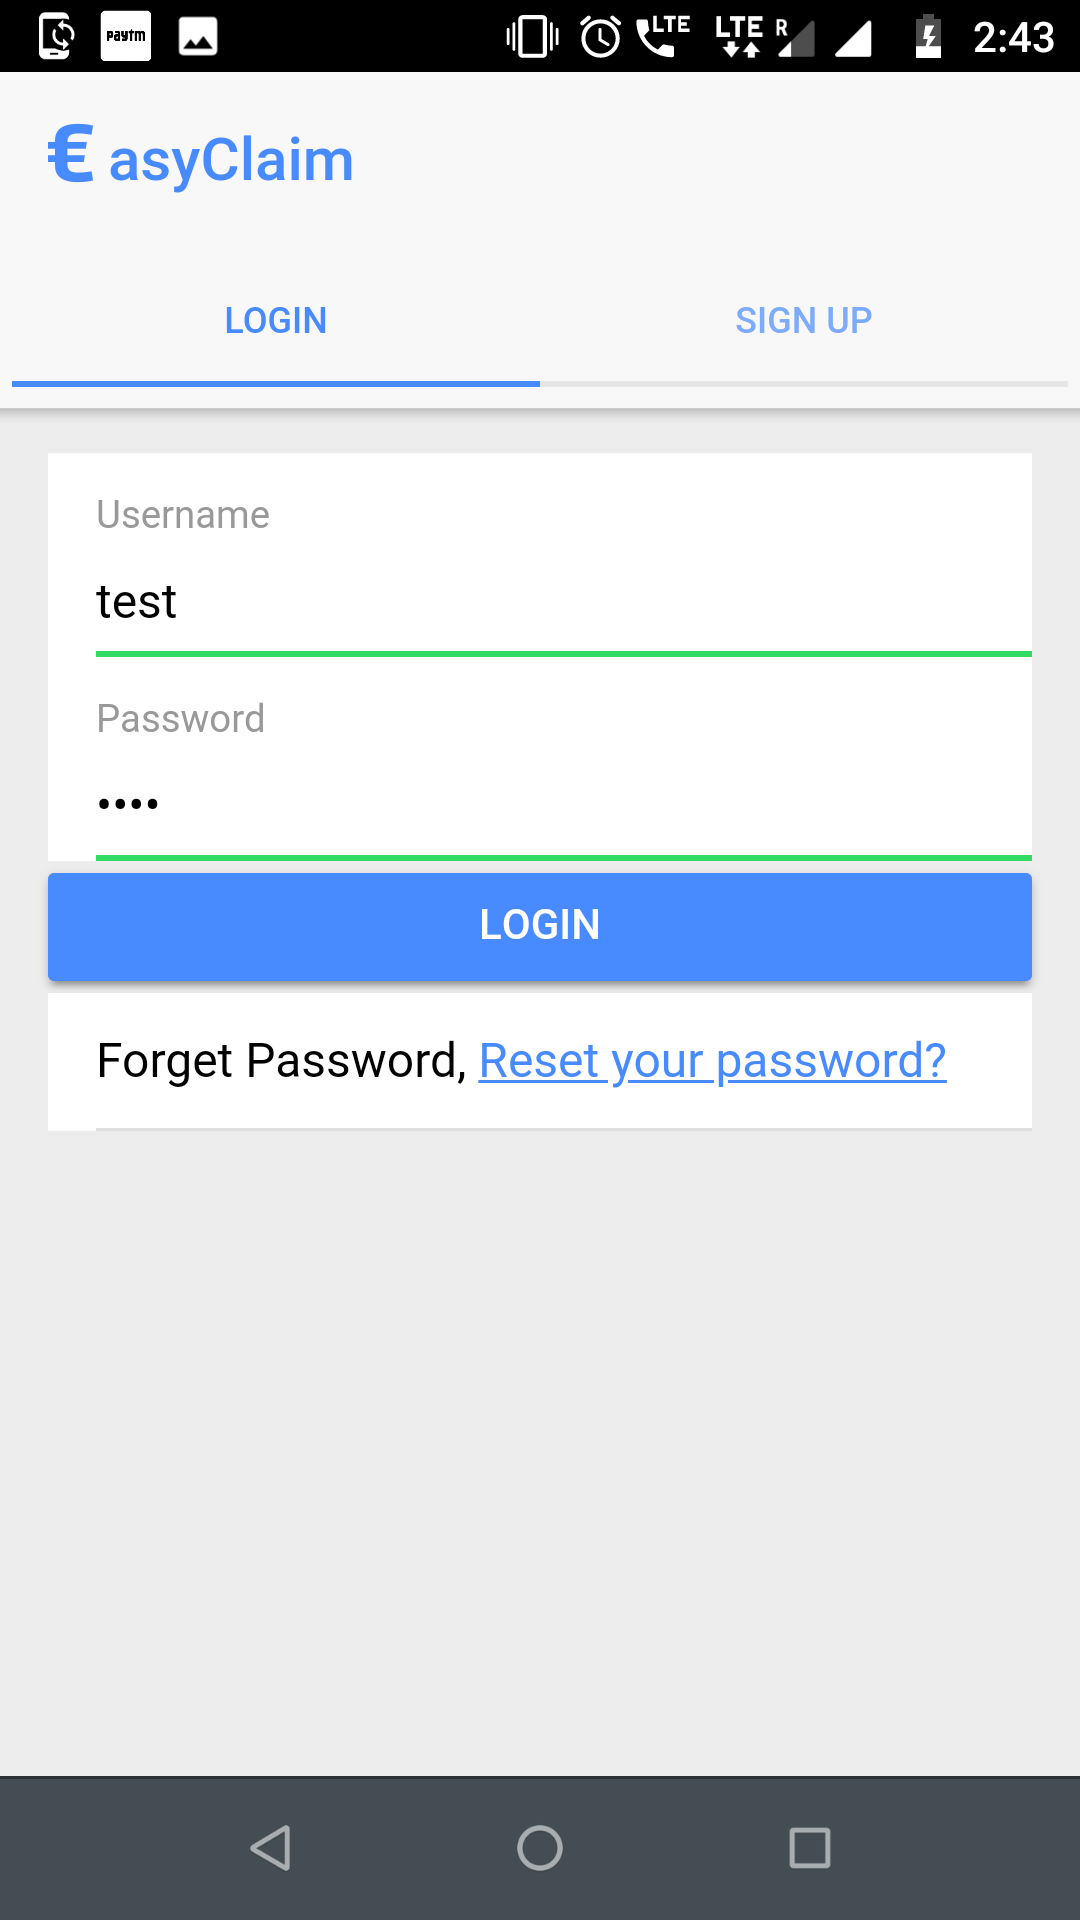 paytm LTE LTE R 2:43
€ asyClaim
LOGIN SIGN UP
Username
test
Password
••••
LOGIN
Forget Password, Reset your password?